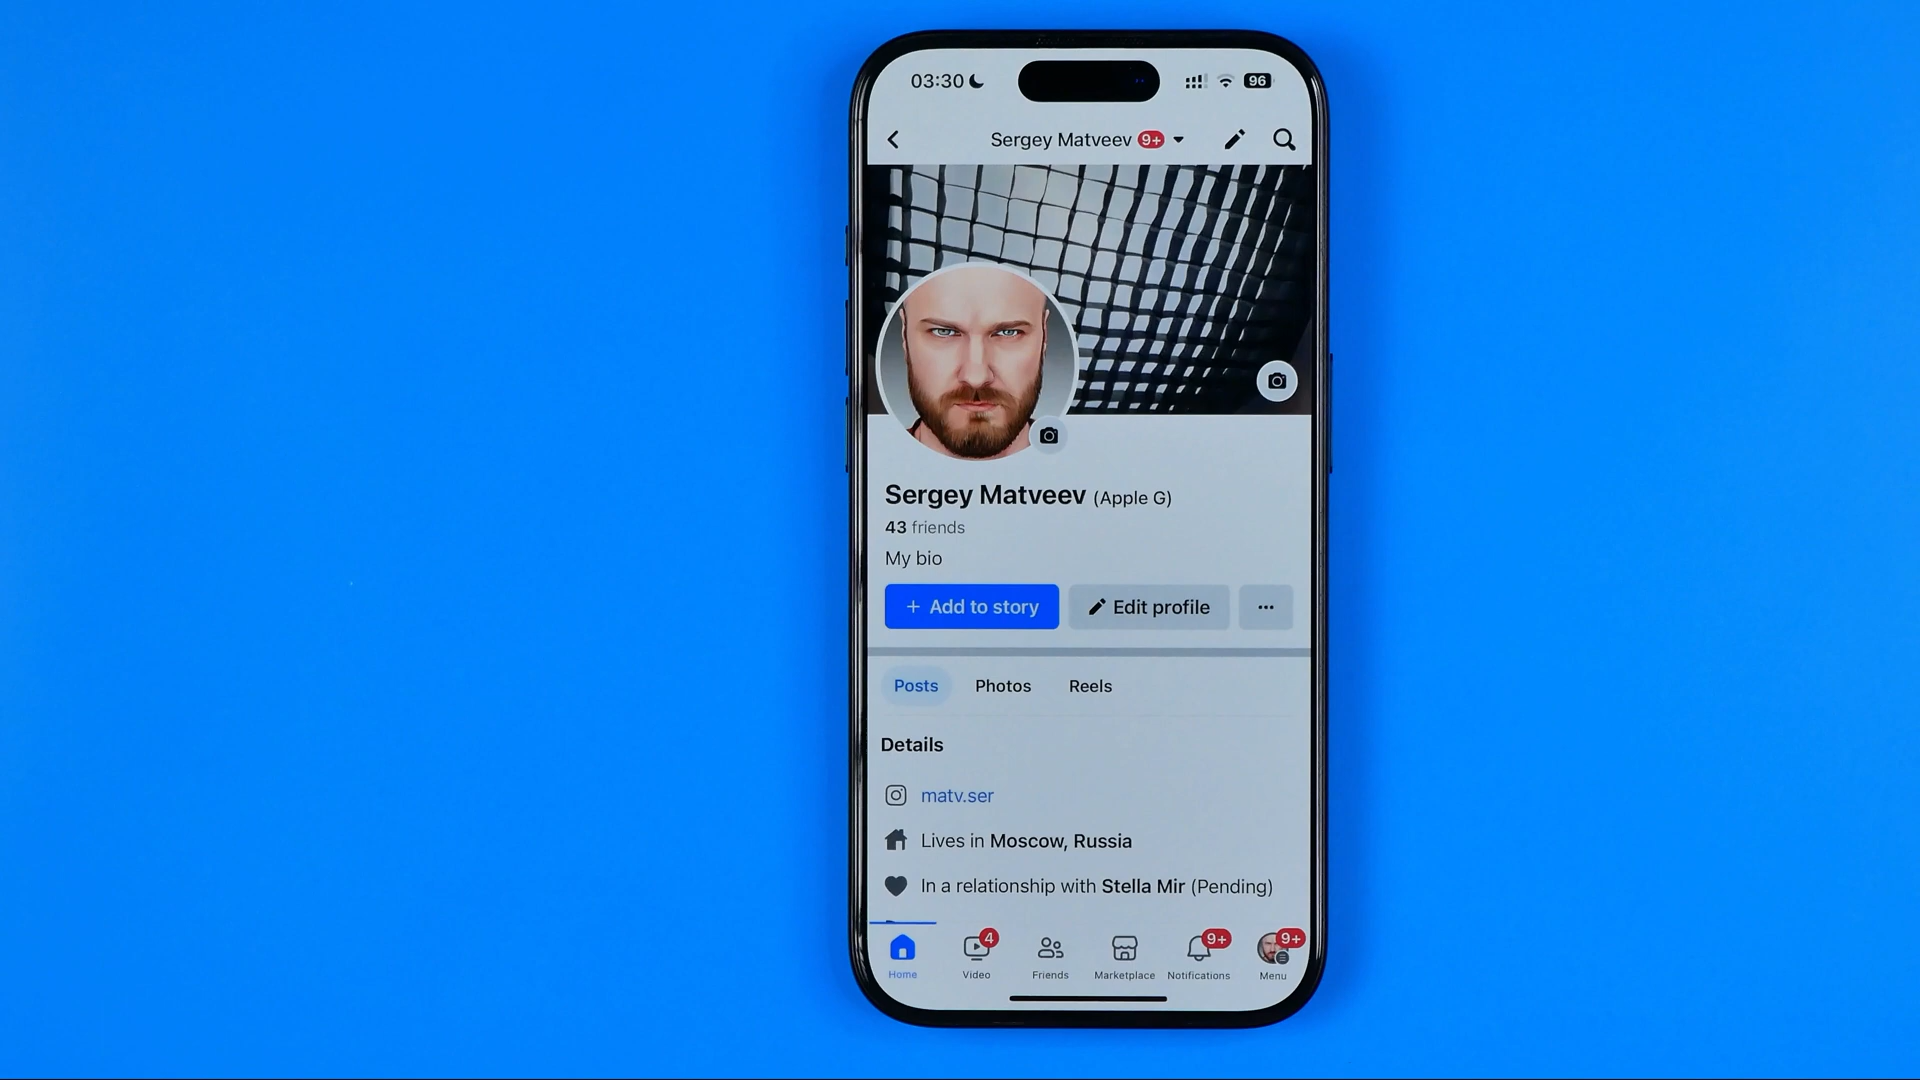 03:30
96
Sergey Matveev 9+
Sergey Matveev (Apple G)
43 friends
My bio
+ Add to story
Edit profile
Posts
Photos
Reels
Details
matv.ser
Lives in Moscow, Russia
In a relationship with Stella Mir (Pending)
4
9+
9+
Home
Video
Friends
Marketplace
Notifications
Menu